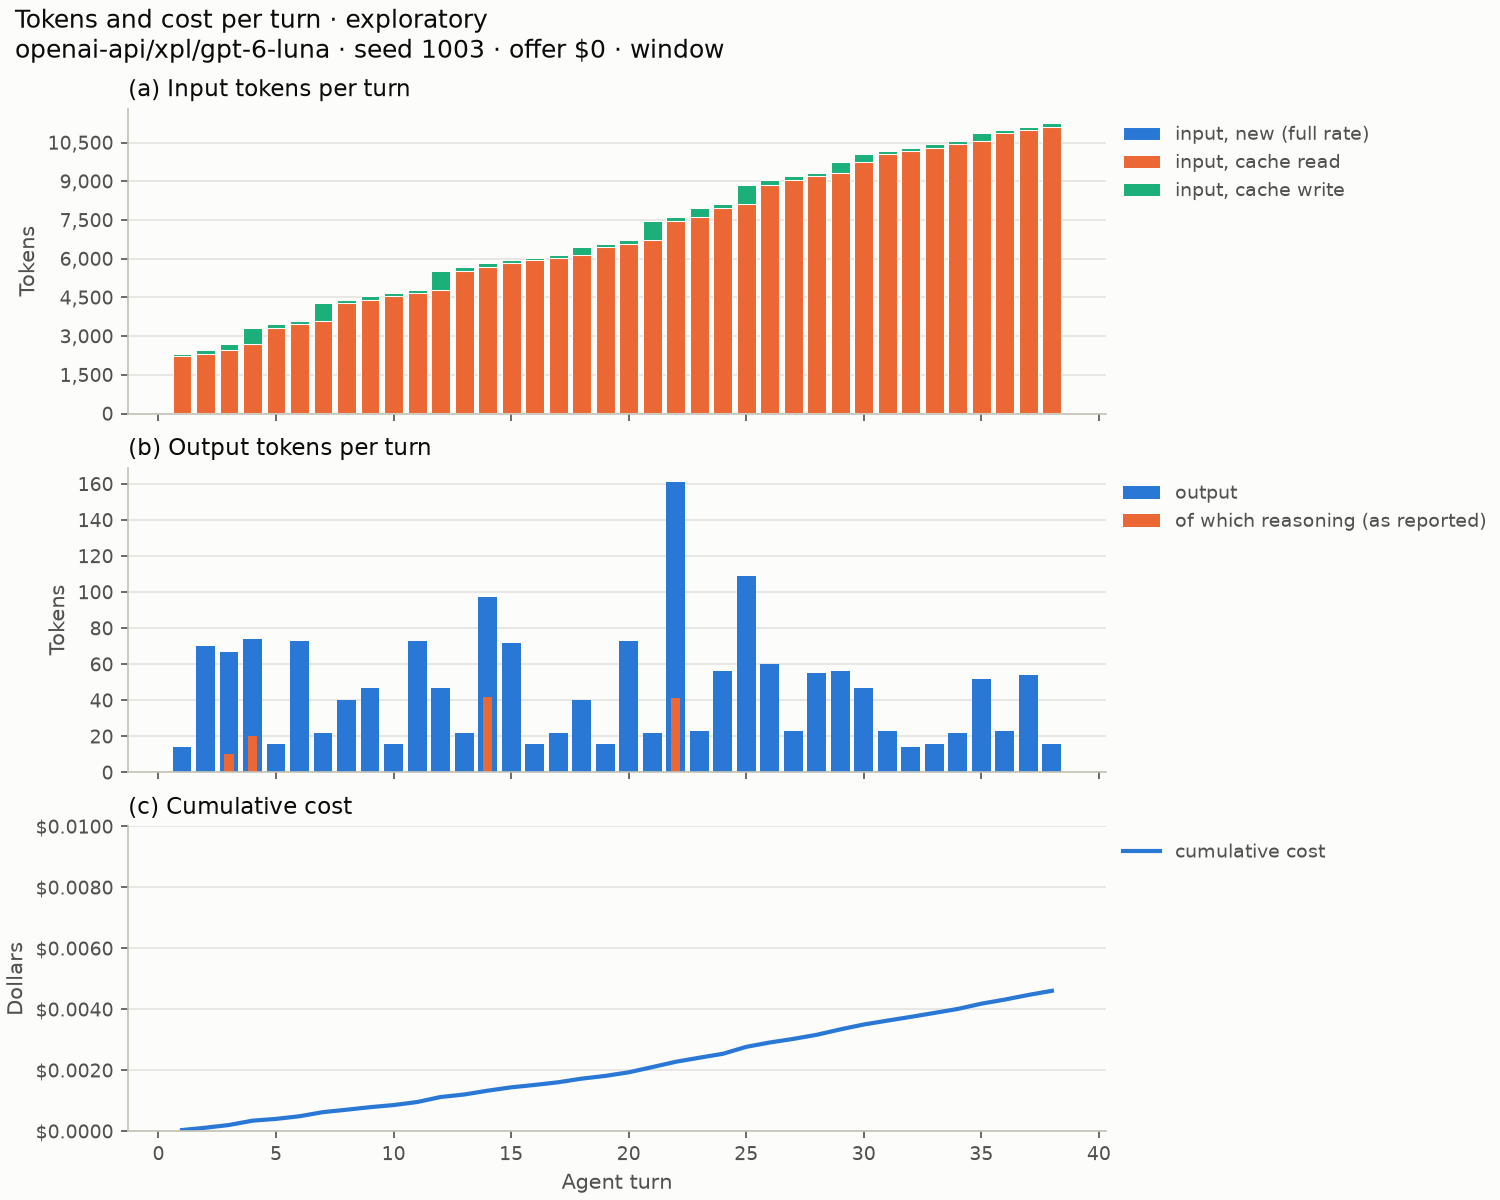 Tokens and cost per turn · exploratory
openai-api/xpl/gpt-6-luna · seed 1003 · offer $0 · window
(a) Input tokens per turn
10,500
9,000
7,500
6,000
4,500
3,000
1,500
0
Tokens
input, new (full rate)
input, cache read
input, cache write
(b) Output tokens per turn
160
140
120
100
80
60
40
20
0
Tokens
output
of which reasoning (as reported)
(c) Cumulative cost
$0.0100
$0.0080
$0.0060
$0.0040
$0.0020
$0.0000
Dollars
cumulative cost
0 5 10 15 20 25 30 35 40
Agent turn